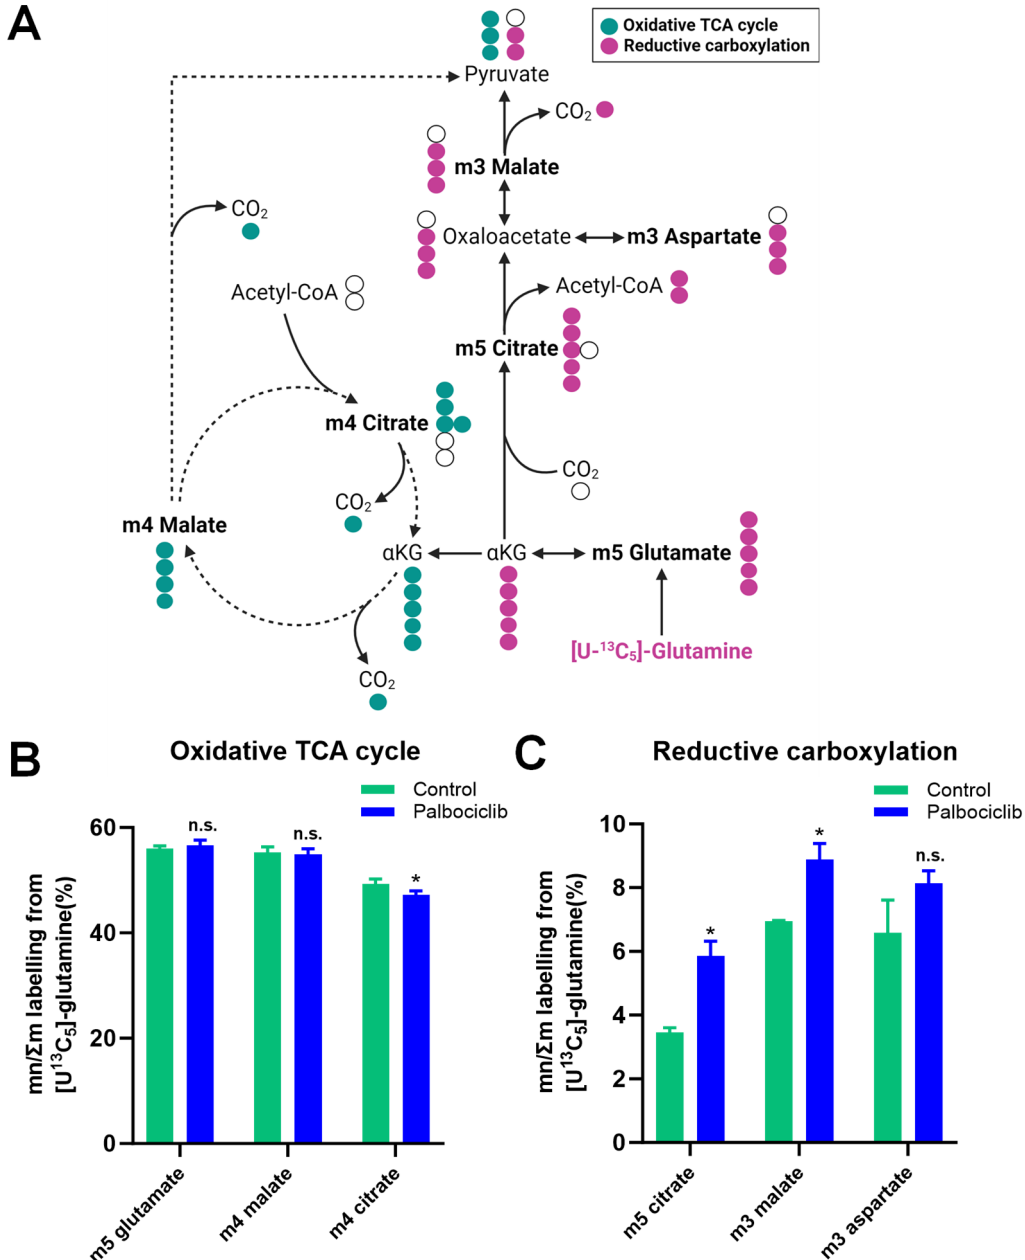 A
Oxidative TCA cycle
Reductive carboxylation
Pyruvate
CO₂
m3 Malate
CO₂
Oxaloacetate
m3 Aspartate
Acetyl-CoA
Acetyl-CoA
m5 Citrate
m4 Citrate
CO₂
CO₂
m4 Malate
αKG
αKG
m5 Glutamate
[U-¹³C₅]-Glutamine
CO₂
B
Oxidative TCA cycle
Control
Palbociclib
mn/Σm labelling from
[U¹³C₅]-glutamine(%)
60
40
20
0
n.s.
n.s.
*
m5 glutamate
m4 malate
m4 citrate
C
Reductive carboxylation
Control
Palbociclib
mn/Σm labelling from
[U¹³C₅]-glutamine(%)
10
8
6
4
2
0
*
*
n.s.
m5 citrate
m3 malate
m3 aspartate